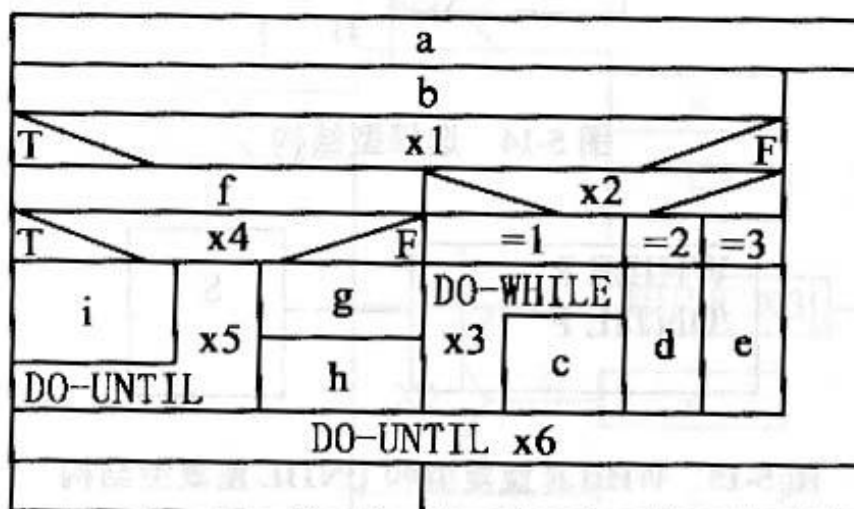 a
b
T x1 F
f x2
T x4 F =1 =2 =3
i x5 g DO-WHILE
x3 c d e
DO-UNTIL h
DO-UNTIL x6